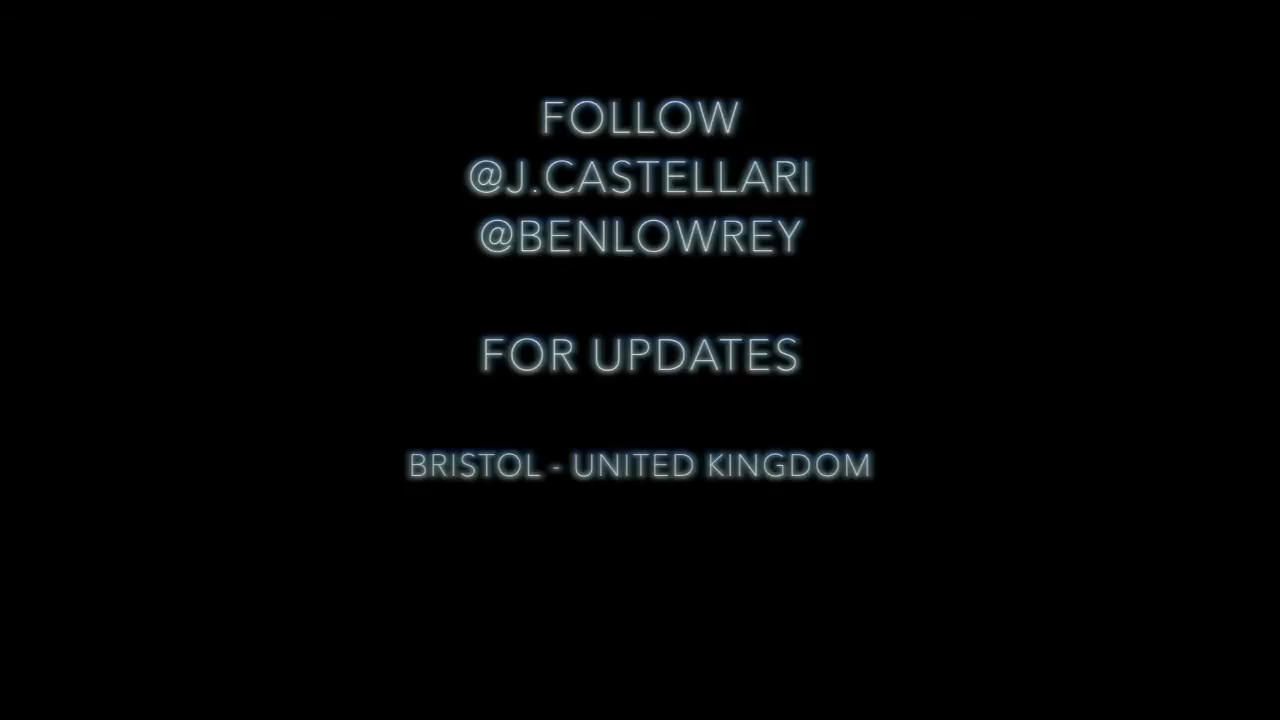 FOLLOW
@J.CASTELLARI
@BENLOWREY
FOR UPDATES
BRISTOL - UNITED KINGDOM